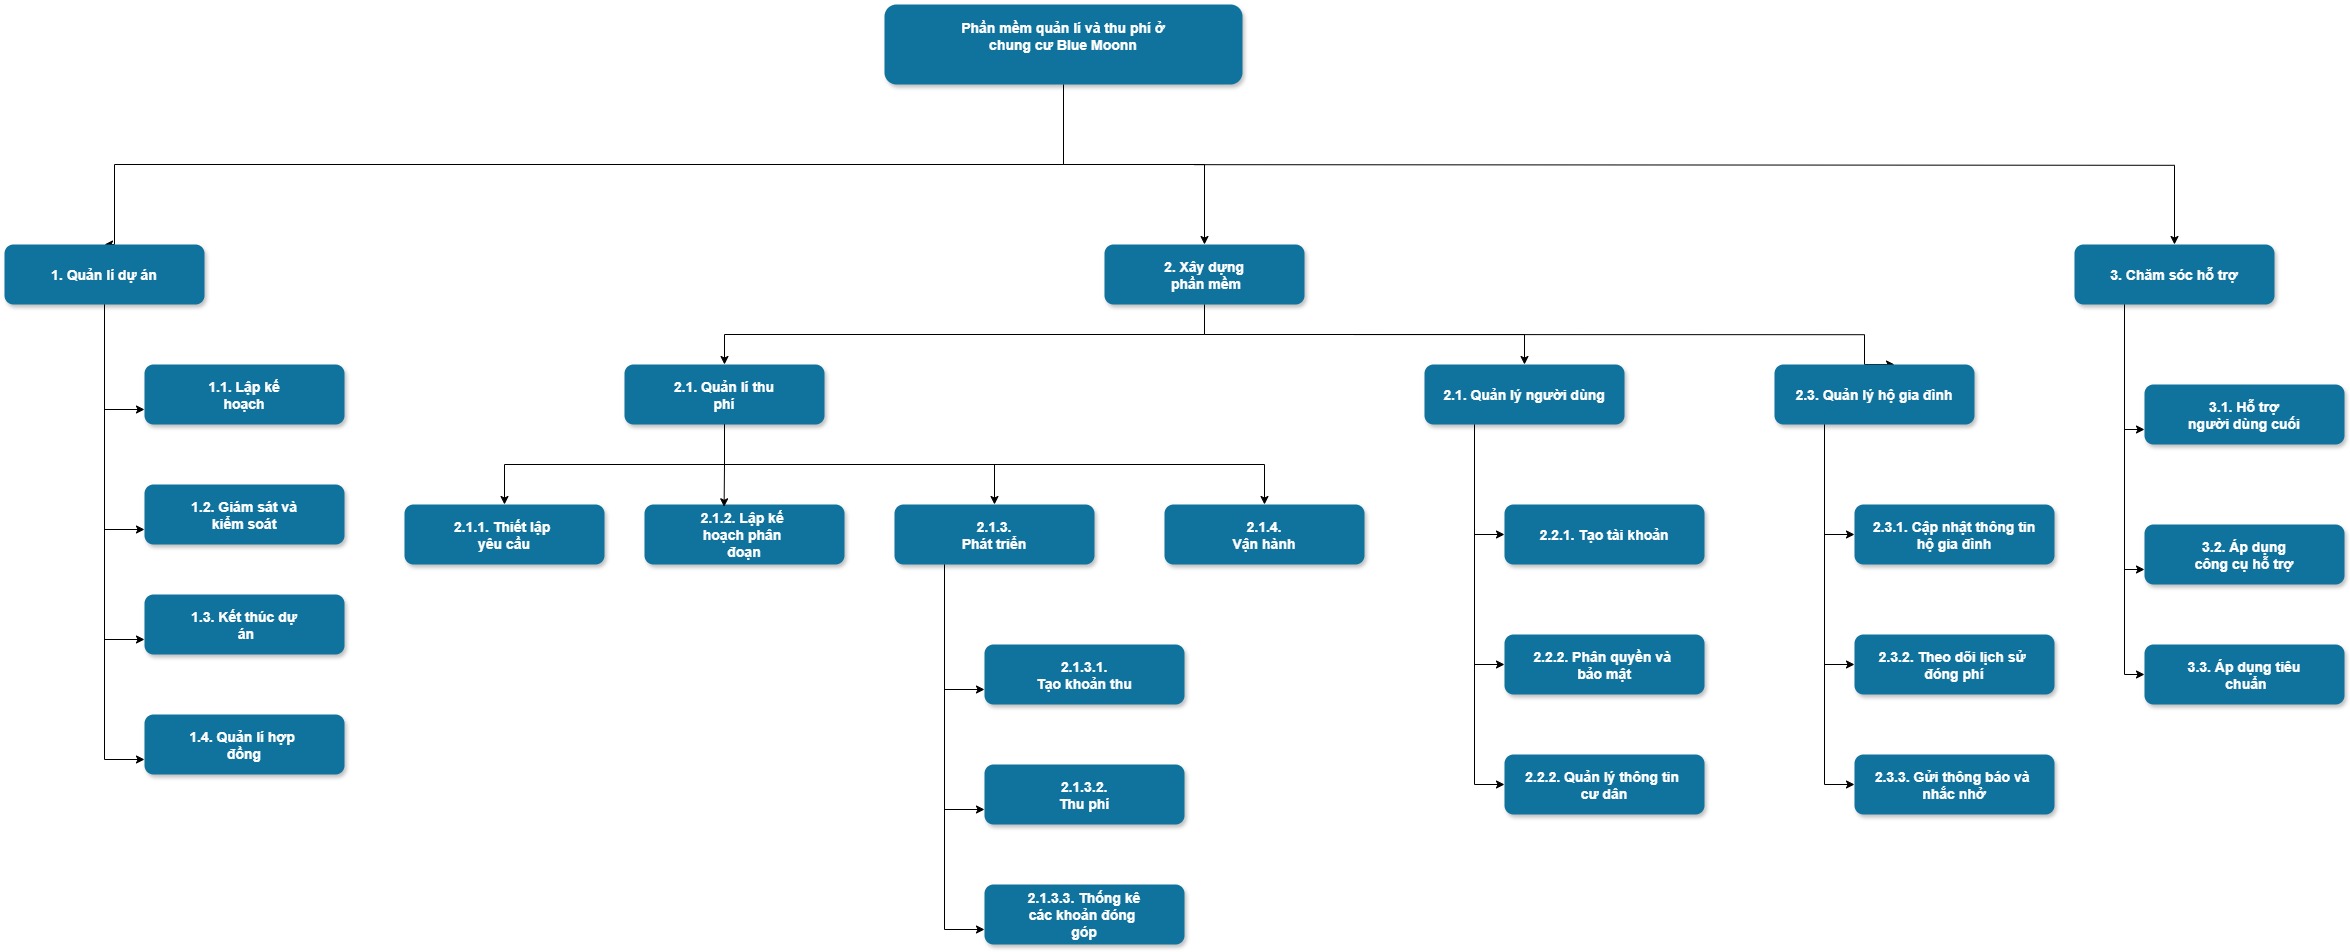 Phần mềm quản lí và thu phí ở
chung cư Blue Moonn
1. Quản lí dự án
2. Xây dựng
phần mềm
3. Chăm sóc hỗ trợ
1.1. Lập kế
hoạch
2.1. Quản lí thu
phí
2.1. Quản lý người dùng
2.3. Quản lý hộ gia đình
3.1. Hỗ trợ
người dùng cuối
1.2. Giám sát và
kiểm soát
2.1.1. Thiết lập
yêu cầu
2.1.2. Lập kế
hoạch phân
đoạn
2.1.3.
Phát triển
2.1.4.
Vận hành
2.2.1. Tạo tài khoản
2.3.1. Cập nhật thông tin
hộ gia đình
3.2. Áp dụng
công cụ hỗ trợ
1.3. Kết thúc dự
án
2.1.3.1.
Tạo khoản thu
2.2.2. Phân quyền và
bảo mật
2.3.2. Theo dõi lịch sử
đóng phí
3.3. Áp dụng tiêu
chuẩn
1.4. Quản lí hợp
đồng
2.1.3.2.
Thu phí
2.2.2. Quản lý thông tin
cư dân
2.3.3. Gửi thông báo và
nhắc nhở
2.1.3.3. Thống kê
các khoản đóng
góp